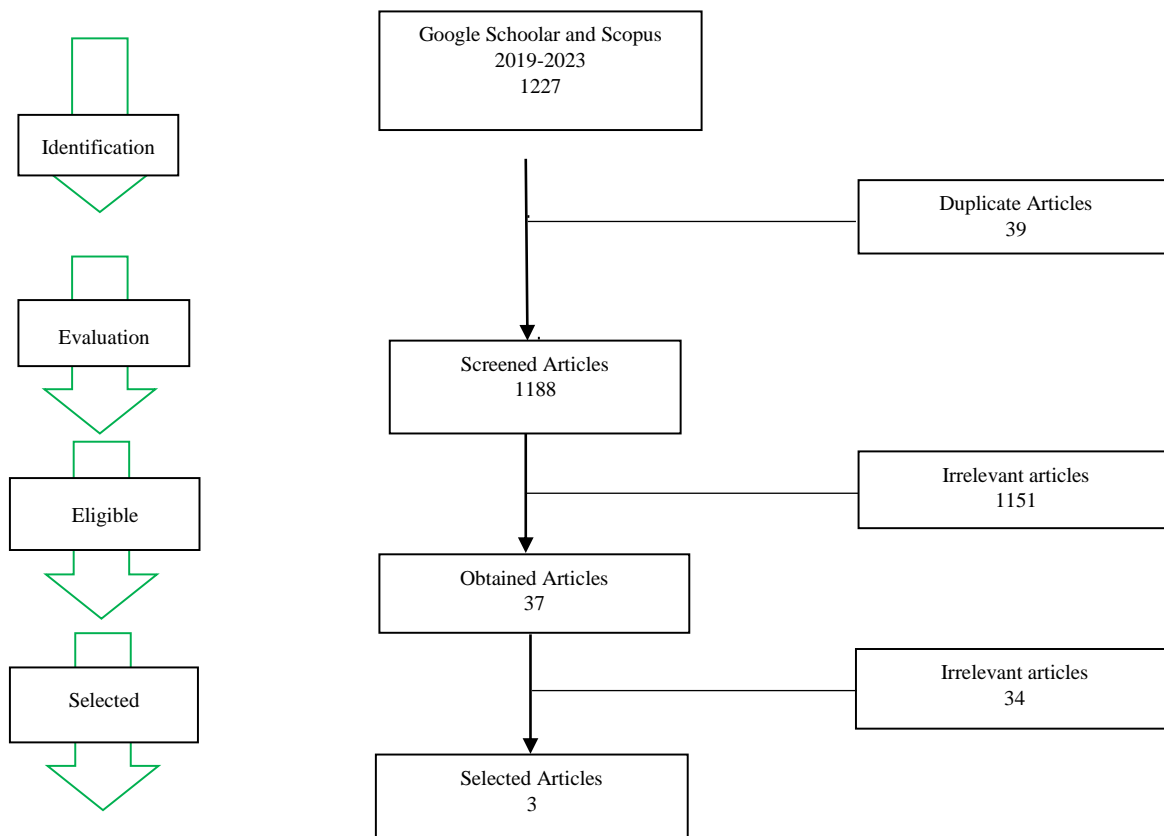 Google Schoolar and Scopus
2019-2023
1227
Identification
Duplicate Articles
39
Evaluation
Screened Articles
1188
Irrelevant articles
1151
Eligible
Obtained Articles
37
Irrelevant articles
34
Selected
Selected Articles
3